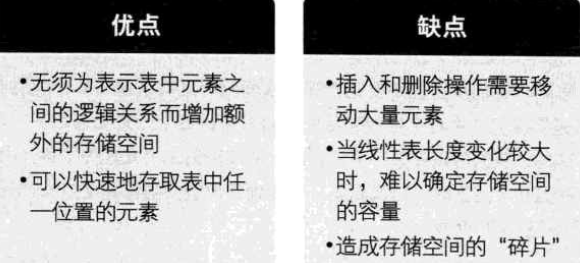 优点
•无须为表示表中元素之
间的逻辑关系而增加额
外的存储空间
•可以快速地存取表中任
一位置的元素
缺点
•插入和删除操作需要移
动大量元素
•当线性表长度变化较大
时，难以确定存储空间
的容量
•造成存储空间的“碎片”